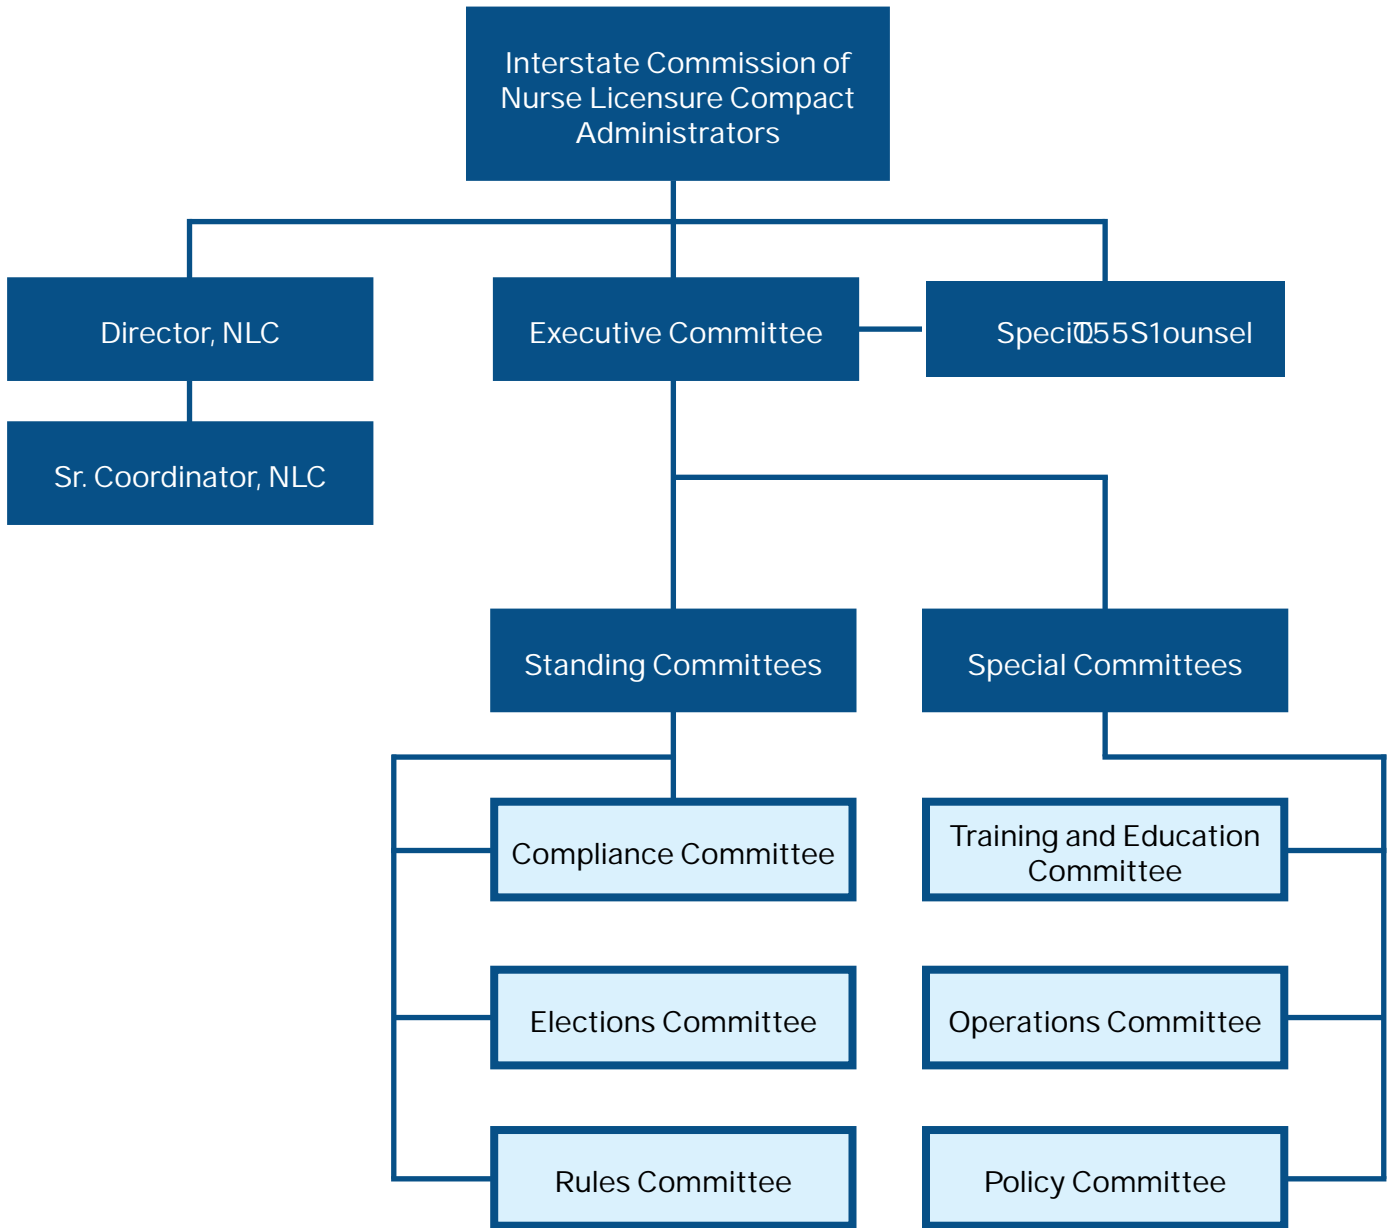 Interstate Commission of
Nurse Licensure Compact
Administrators
Director, NLC
Executive Committee
Sr. Coordinator, NLC
Standing Committees
Special Committees
Compliance Committee
Training and Education
Committee
Elections Committee
Operations Committee
Rules Committee
Policy Committee